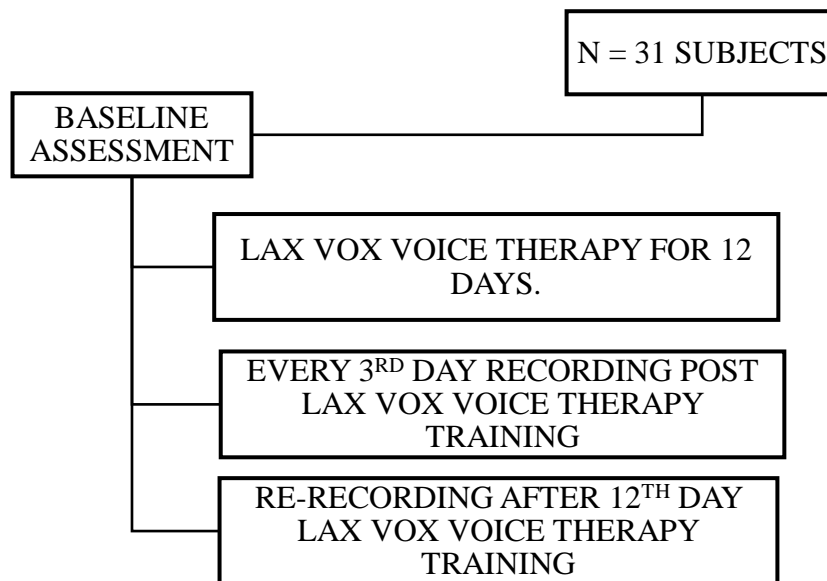 N = 31 SUBJECTS
BASELINE
ASSESSMENT
LAX VOX VOICE THERAPY FOR 12
DAYS.
EVERY 3RD DAY RECORDING POST
LAX VOX VOICE THERAPY
TRAINING
RE-RECORDING AFTER 12TH DAY
LAX VOX VOICE THERAPY
TRAINING